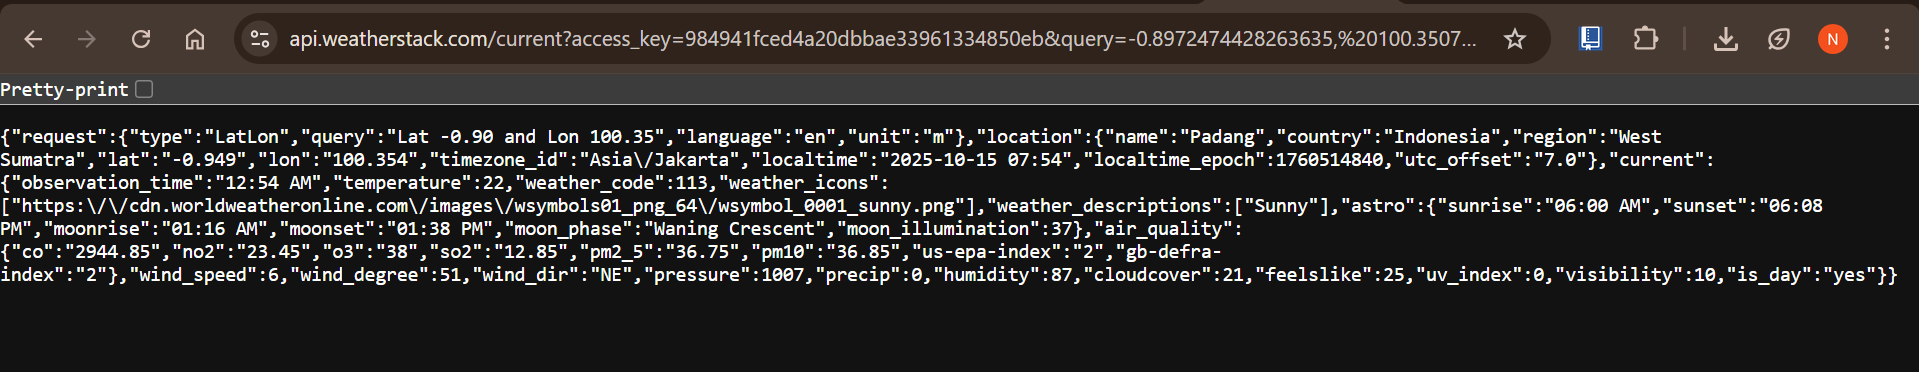 api.weatherstack.com/current?access_key=984941fced4a20dbbae33961334850eb&query=-0.8972474428263635,%20100.3507...
N
Pretty-print
{"request":{"type":"LatLon","query":"Lat -0.90 and Lon 100.35","language":"en","unit":"m"},"location":{"name":"Padang","country":"Indonesia","region":"West
Sumatra","lat":"-0.949","lon":"100.354","timezone_id":"Asia\/Jakarta","localtime":"2025-10-15 07:54","localtime_epoch":1760514840,"utc_offset":"7.0"},"current":
{"observation_time":"12:54 AM","temperature":22,"weather_code":113,"weather_icons":
["https:\/\/cdn.worldweatheronline.com\/images\/wsymbols01_png_64\/wsymbol_0001_sunny.png"],"weather_descriptions":["Sunny"],"astro":{"sunrise":"06:00 AM","sunset":"06:08
PM","moonrise":"01:16 AM","moonset":"01:38 PM","moon_phase":"Waning Crescent","moon_illumination":37},"air_quality":
{"co":"2944.85","no2":"23.45","o3":"38","so2":"12.85","pm2_5":"36.75","pm10":"36.85","us-epa-index":"2","gb-defra-
index":"2"},"wind_speed":6,"wind_degree":51,"wind_dir":"NE","pressure":1007,"precip":0,"humidity":87,"cloudcover":21,"feelslike":25,"uv_index":0,"visibility":10,"is_day":"yes"}}